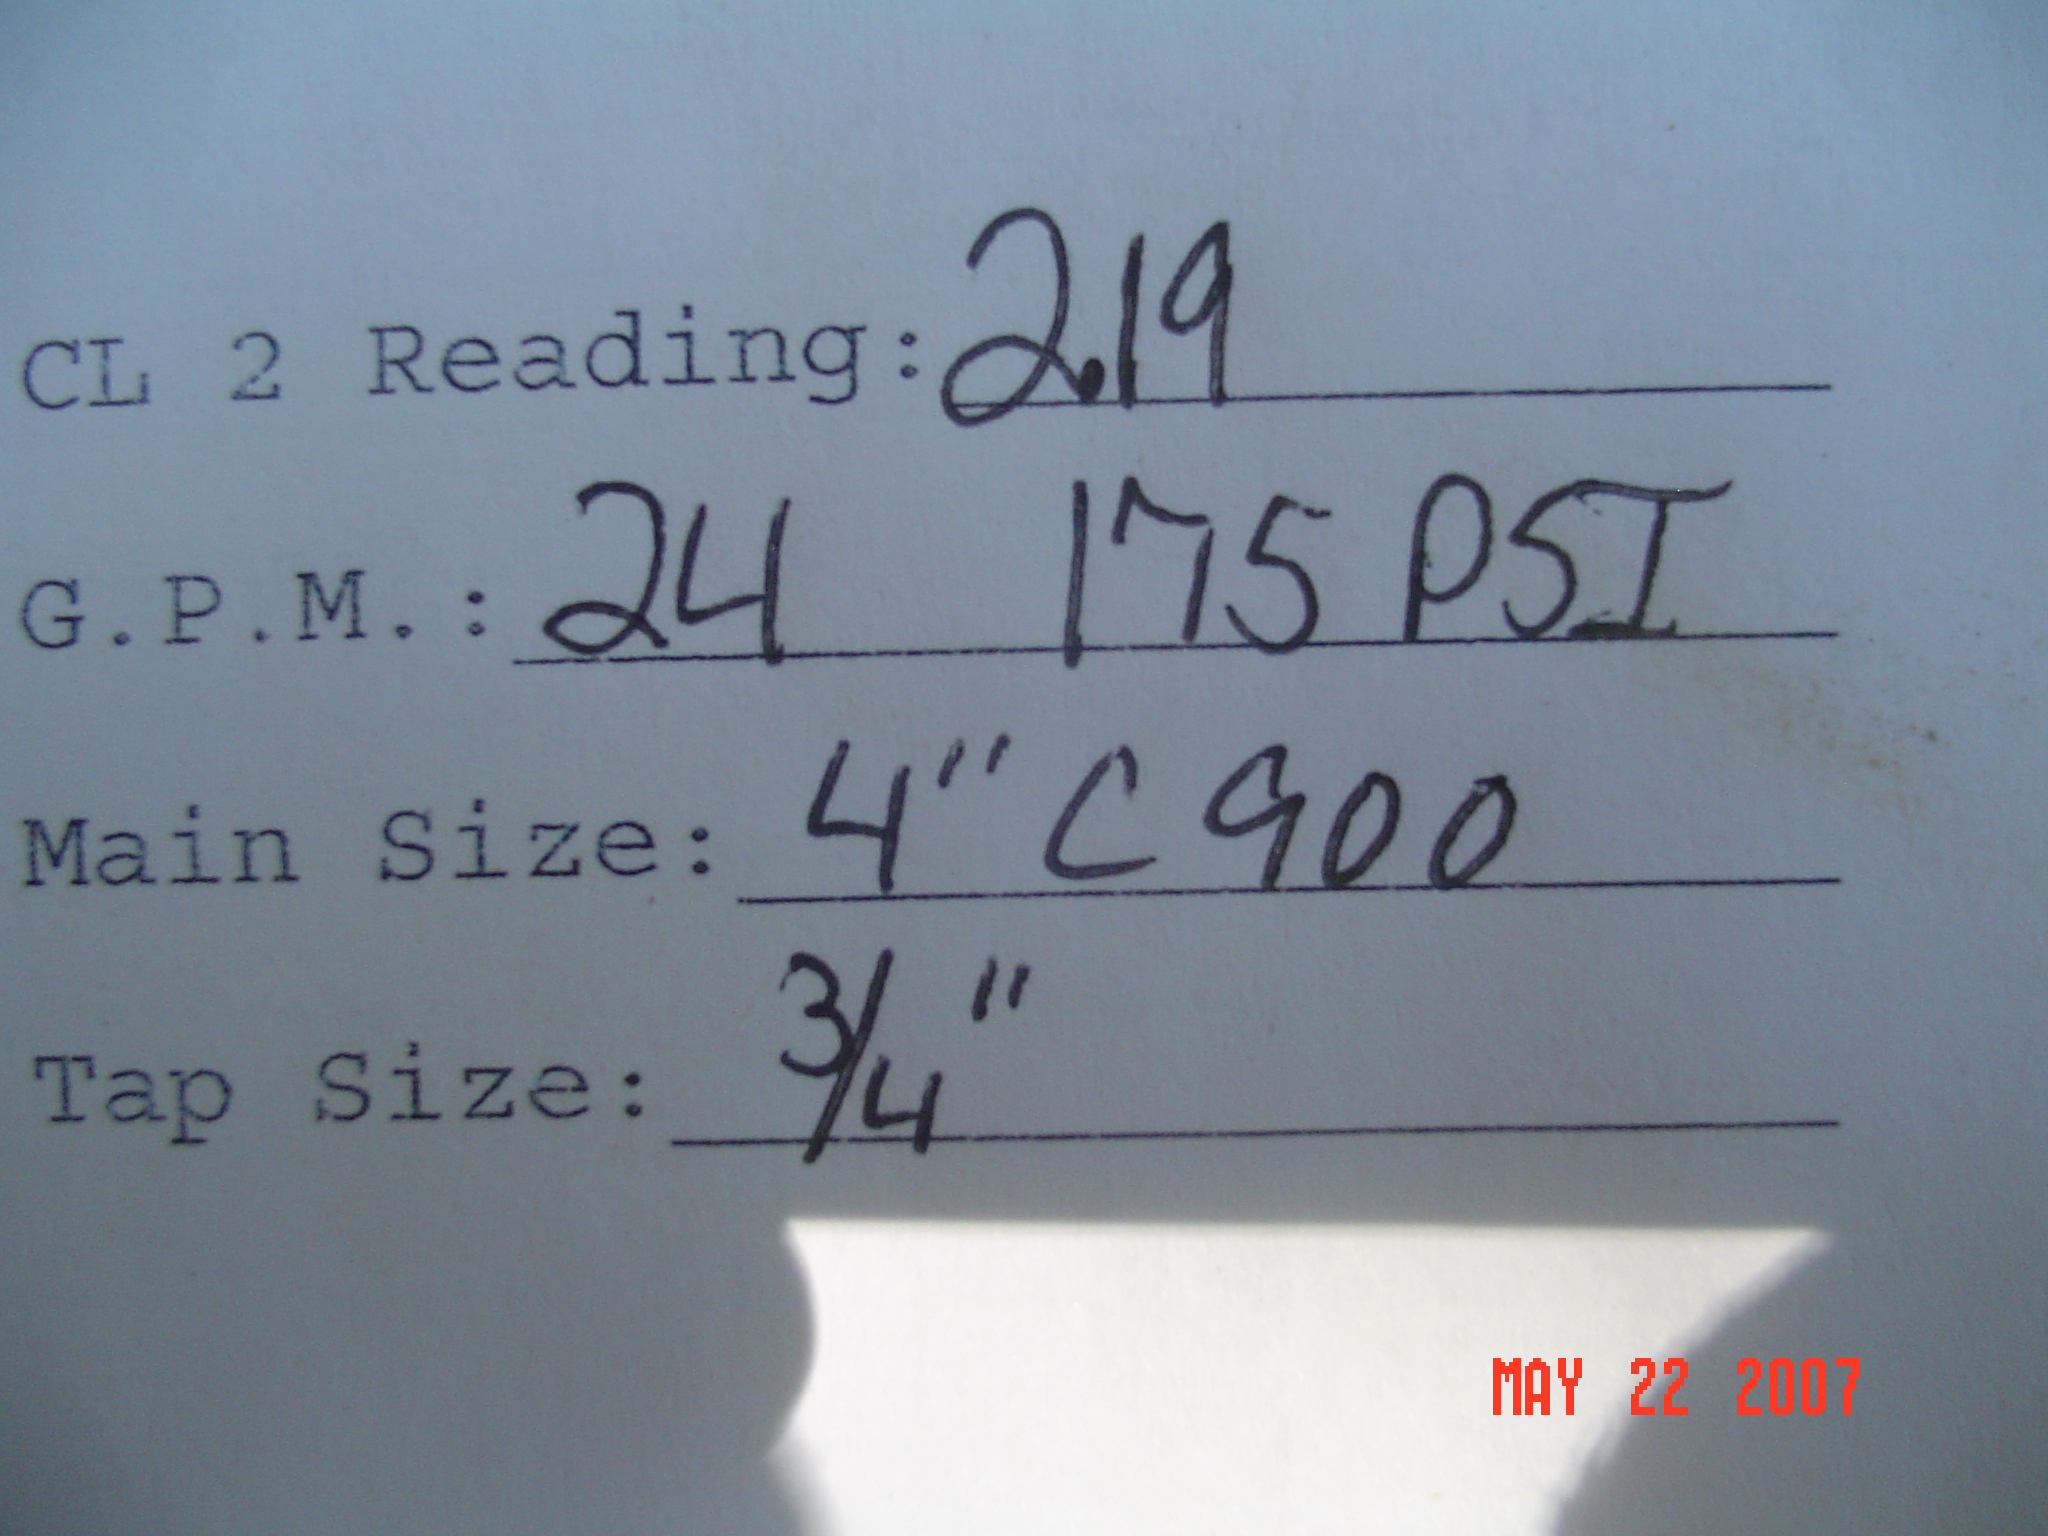 CL 2 Reading: 2.19
G.P.M.: 24 175 PSI
Main Size: 4" C900
Tap Size: 3/4"
MAY 22 2007